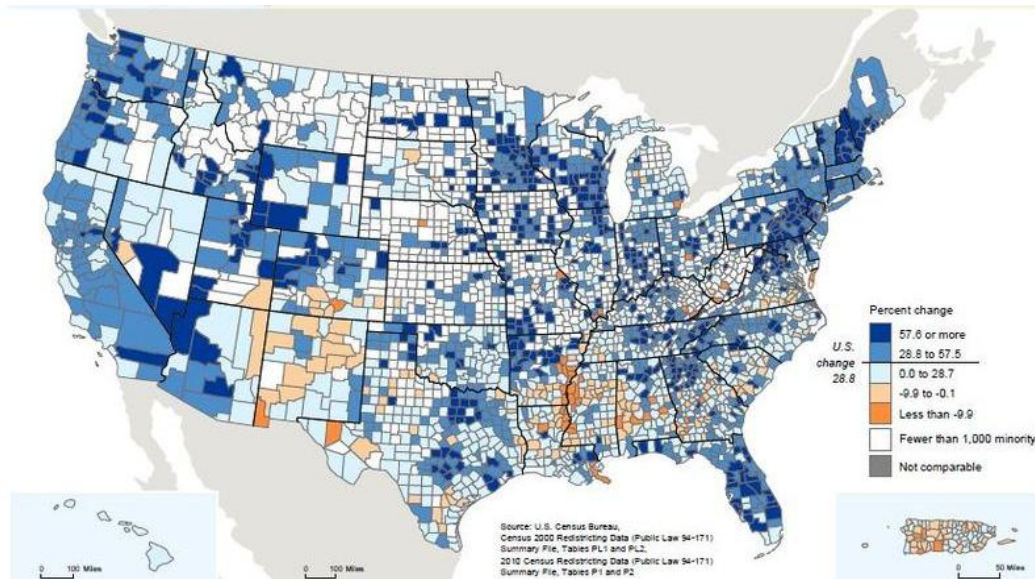 Percent change
57.6 or more
28.8 to 57.5
U.S.
change
28.8
0.0 to 28.7
-9.9 to -0.1
Less than -9.9
Fewer than 1,000 minority
Not comparable
Source: U.S. Census Bureau,
Census 2000 Redistricting Data (Public Law 94-171)
Summary File, Tables PL1 and PL2,
2010 Census Redistricting Data (Public Law 94-171)
Summary File, Tables P1 and P2
0 100 Miles
0 100 Miles
0 50 Miles